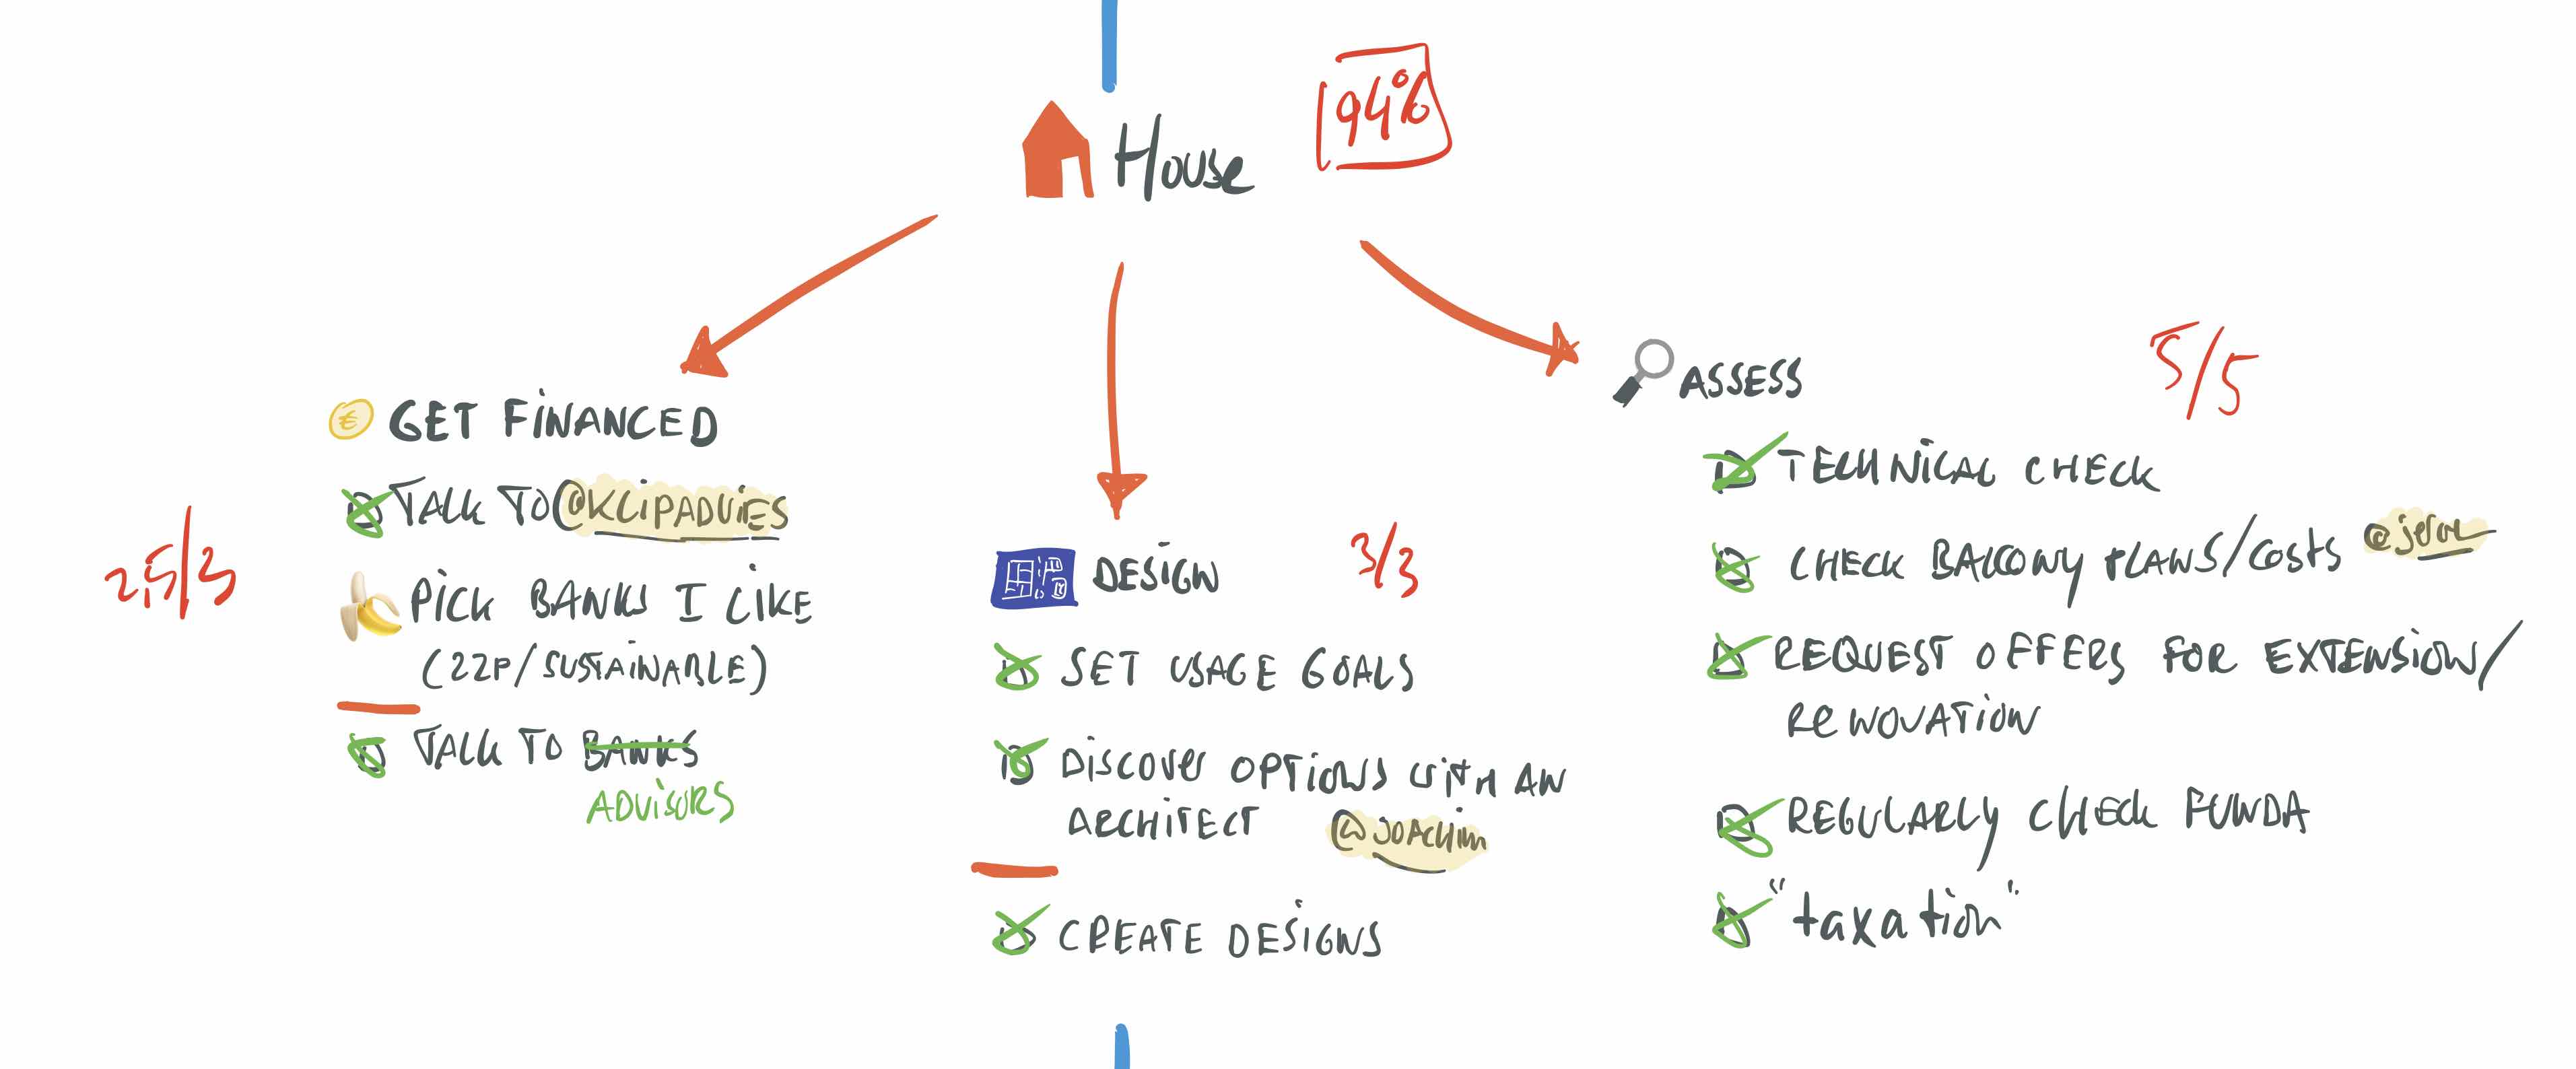 House
94%
GET FINANCED
TALK TO @KLIPADVIES
2,5/3
PICK BANKS I LIKE
(ZZP/SUSTAINABLE)
TALK TO BANKS
ADVISORS
DESIGN
3/3
SET USAGE GOALS
DISCOVER OPTIONS WITH AN
ARCHITECT @JOACHIM
CREATE DESIGNS
ASSESS
5/5
TECHNICAL CHECK
CHECK BALCONY PLANS/COSTS
REQUEST OFFERS FOR EXTENSION/
RENOVATION
REGULARLY CHECK FUNDA
"taxation"